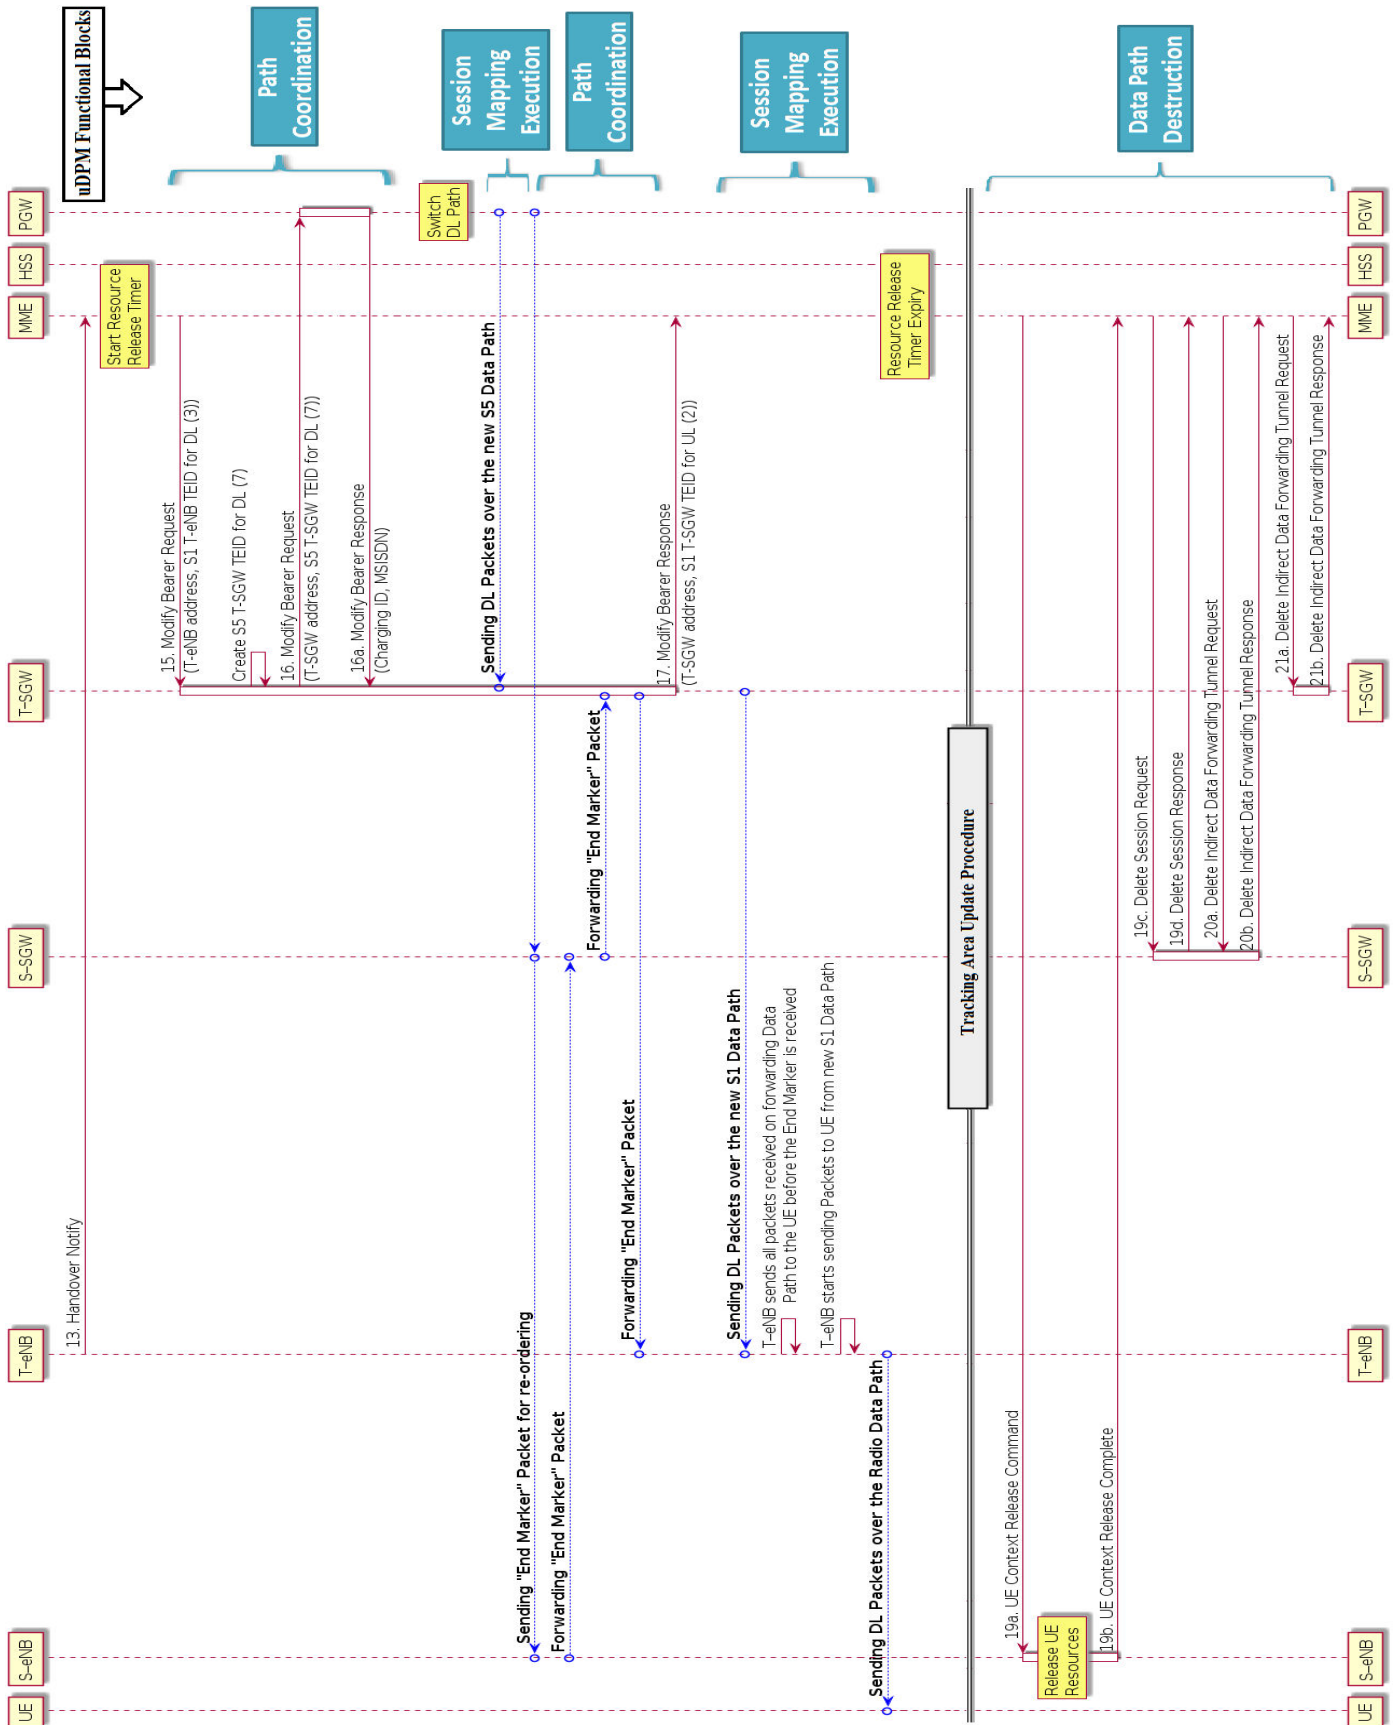 UE
S-eNB
T-eNB
S-SGW
T-SGW
MME
HSS
PGW
uDPM Functional Blocks
13. Handover Notify
Start Resource
Release Timer
15. Modify Bearer Request
(T-eNB address, S1 T-eNB TEID for DL (3))
Create S5 T-SGW TEID for DL (7)
16. Modify Bearer Request
(T-SGW address, S5 T-SGW TEID for DL (7))
16a. Modify Bearer Response
(Charging ID, MSISDN)
Path
Coordination
Switch
DL Path
Sending DL Packets over the new S5 Data Path
Session
Mapping
Execution
Sending "End Marker" Packet for re-ordering
Forwarding "End Marker" Packet
Forwarding "End Marker" Packet
Forwarding "End Marker" Packet
Path
Coordination
17. Modify Bearer Response
(T-SGW address, S1 T-SGW TEID for UL (2))
Sending DL Packets over the new S1 Data Path
T-eNB sends all packets received on forwarding Data
Path to the UE before the End Marker is received
T-eNB starts sending Packets to UE from new S1 Data Path
Session
Mapping
Execution
Sending DL Packets over the Radio Data Path
Resource Release
Timer Expiry
Tracking Area Update Procedure
19a. UE Context Release Command
Release UE
Resources
19b. UE Context Release Complete
19c. Delete Session Request
19d. Delete Session Response
20a. Delete Indirect Data Forwarding Tunnel Request
20b. Delete Indirect Data Forwarding Tunnel Response
21a. Delete Indirect Data Forwarding Tunnel Request
21b. Delete Indirect Data Forwarding Tunnel Response
Data Path
Destruction
UE
S-eNB
T-eNB
S-SGW
T-SGW
MME
HSS
PGW